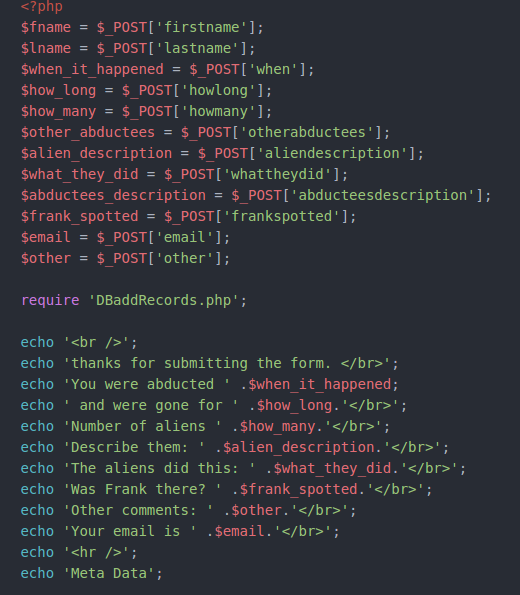 <?php
$fname = $_POST['firstname'];
$lname = $_POST['lastname'];
$when_it_happened = $_POST['when'];
$how_long = $_POST['howlong'];
$how_many = $_POST['howmany'];
$other_abductees = $_POST['otherabductees'];
$alien_description = $_POST['aliendescription'];
$what_they_did = $_POST['whattheydid'];
$abductees_description = $_POST['abducteesdescription'];
$frank_spotted = $_POST['frankspotted'];
$email = $_POST['email'];
$other = $_POST['other'];
require 'DBaddRecords.php';
echo '<br />';
echo 'thanks for submitting the form. </br>';
echo 'You were abducted ' .$when_it_happened;
echo ' and were gone for ' .$how_long.'</br>';
echo 'Number of aliens ' .$how_many.'</br>';
echo 'Describe them: ' .$alien_description.'</br>';
echo 'The aliens did this: ' .$what_they_did.'</br>';
echo 'Was Frank there? ' .$frank_spotted.'</br>';
echo 'Other comments: ' .$other.'</br>';
echo 'Your email is ' .$email.'</br>';
echo '<hr />';
echo 'Meta Data';